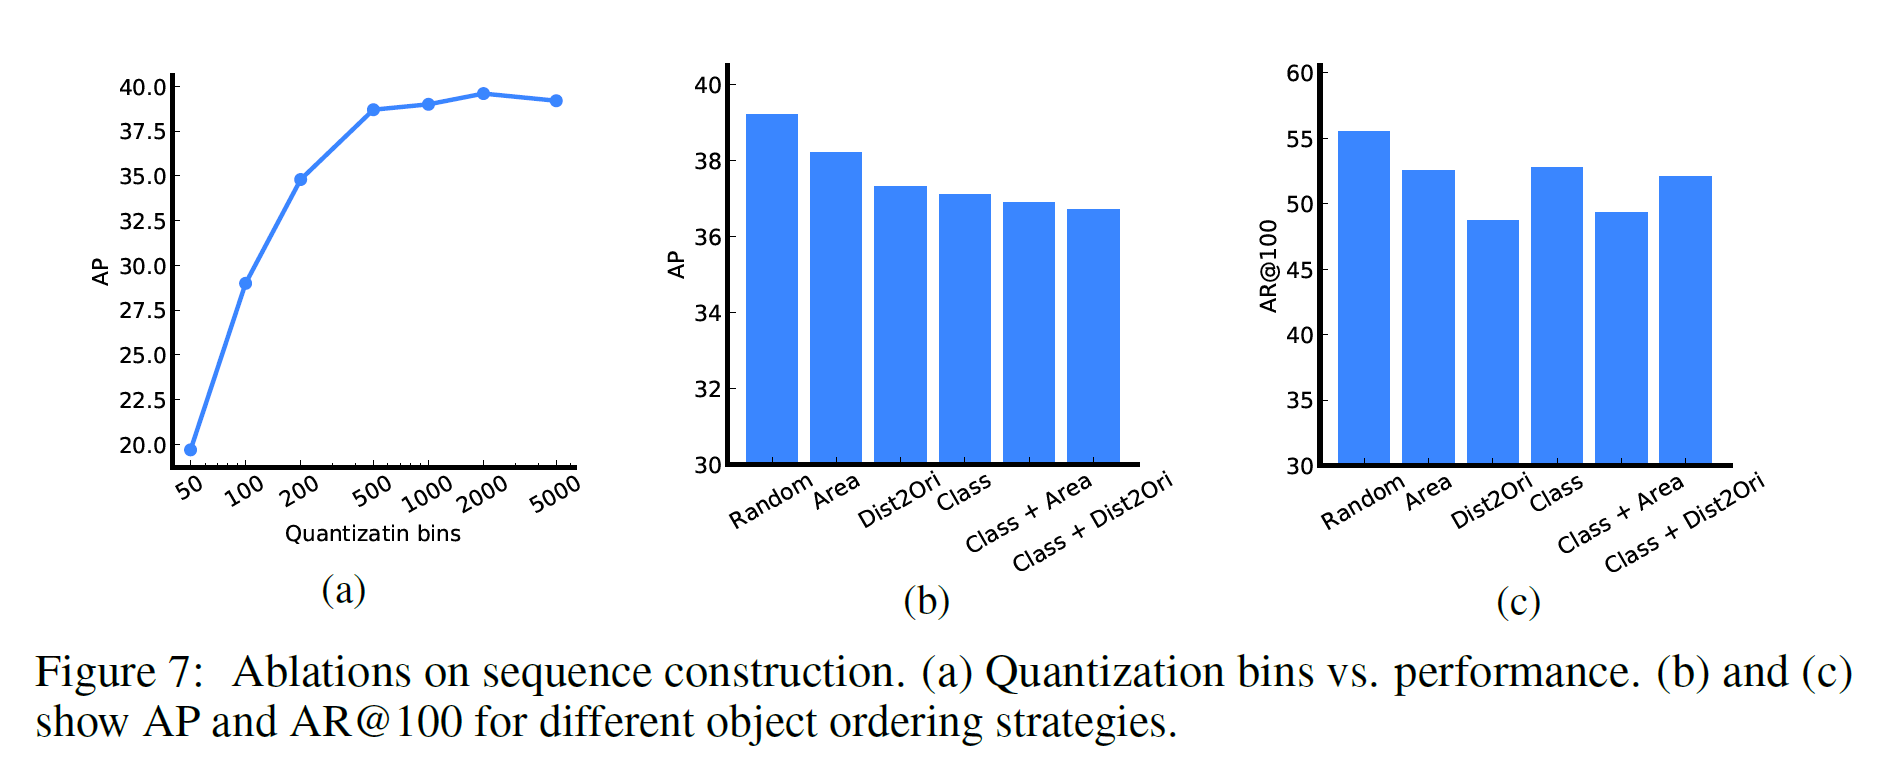 40.0
37.5
35.0
32.5
30.0
27.5
25.0
22.5
20.0
AP
50 100 200 500 1000 2000 5000
Quantizatin bins
(a)
40
38
36
34
32
30
AP
Random Area Dist2Ori Class Class + Area Class + Dist2Ori
(b)
60
55
50
45
40
35
30
AR@100
Random Area Dist2Ori Class Class + Area Class + Dist2Ori
(c)
Figure 7: Ablations on sequence construction. (a) Quantization bins vs. performance. (b) and (c)
show AP and AR@100 for different object ordering strategies.